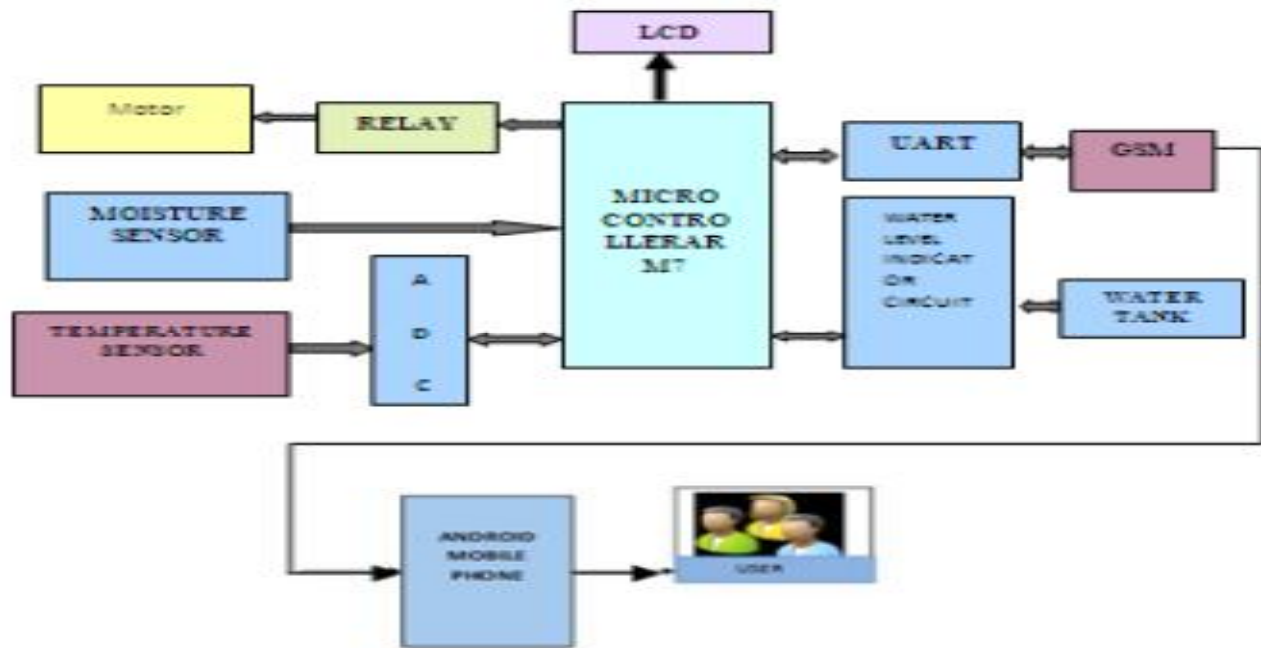 LCD
Motor
RELAY
UART
GSM
MOISTURE
SENSOR
MICRO
CONTRO
LLERAR
M7
WATER
LEVEL
INDICAT
OR
CIRCUIT
A
D
C
WATER
TANK
TEMPERATURE
SENSOR
ANDROID
MOBILE
PHONE
USER